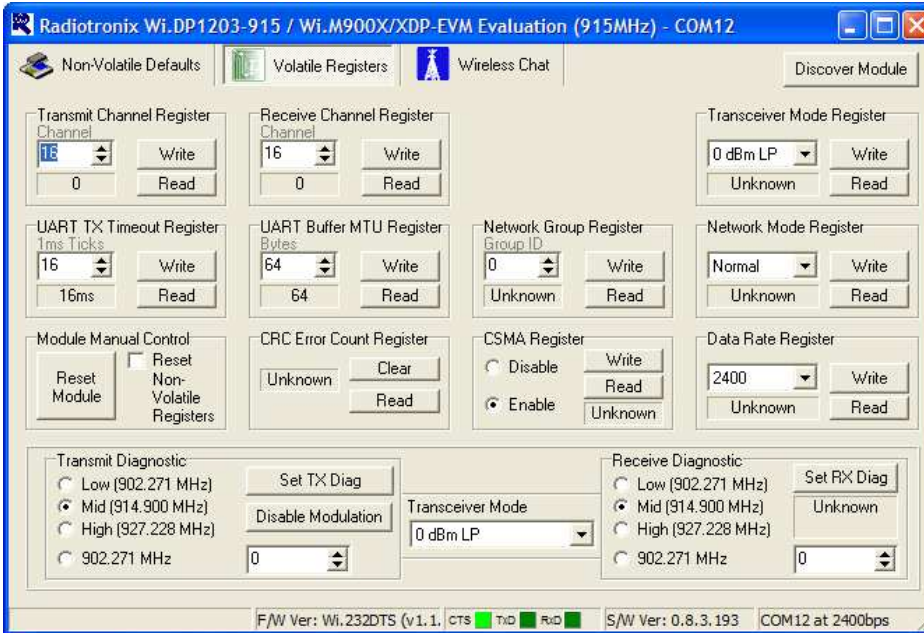 Radiotronix Wi.DP1203-915 / Wi.M900X/XDP-EVM Evaluation (915MHz) - COM12
Non-Volatile Defaults
Volatile Registers
Wireless Chat
Discover Module
Transmit Channel Register
Channel
16
Write
0
Read
Receive Channel Register
Channel
16
Write
0
Read
Transceiver Mode Register
0 dBm LP
Write
Unknown
Read
UART TX Timeout Register
1ms Ticks
16
Write
16ms
Read
UART Buffer MTU Register
Bytes
64
Write
64
Read
Network Group Register
Group ID
0
Write
Unknown
Read
Network Mode Register
Normal
Write
Unknown
Read
Module Manual Control
Reset
Module
Reset
Non-
Volatile
Registers
CRC Error Count Register
Unknown
Clear
Read
CSMA Register
Disable
Enable
Write
Read
Unknown
Data Rate Register
2400
Write
Unknown
Read
Transmit Diagnostic
Low (902.271 MHz)
Mid (914.900 MHz)
High (927.228 MHz)
902.271 MHz
Set TX Diag
Disable Modulation
0
Transceiver Mode
0 dBm LP
Receive Diagnostic
Low (902.271 MHz)
Mid (914.900 MHz)
High (927.228 MHz)
902.271 MHz
Set RX Diag
Unknown
0
F/W Ver: Wi.232DTS (v1.1.
CTS TxD RxD
S/W Ver: 0.8.3.193
COM12 at 2400bps